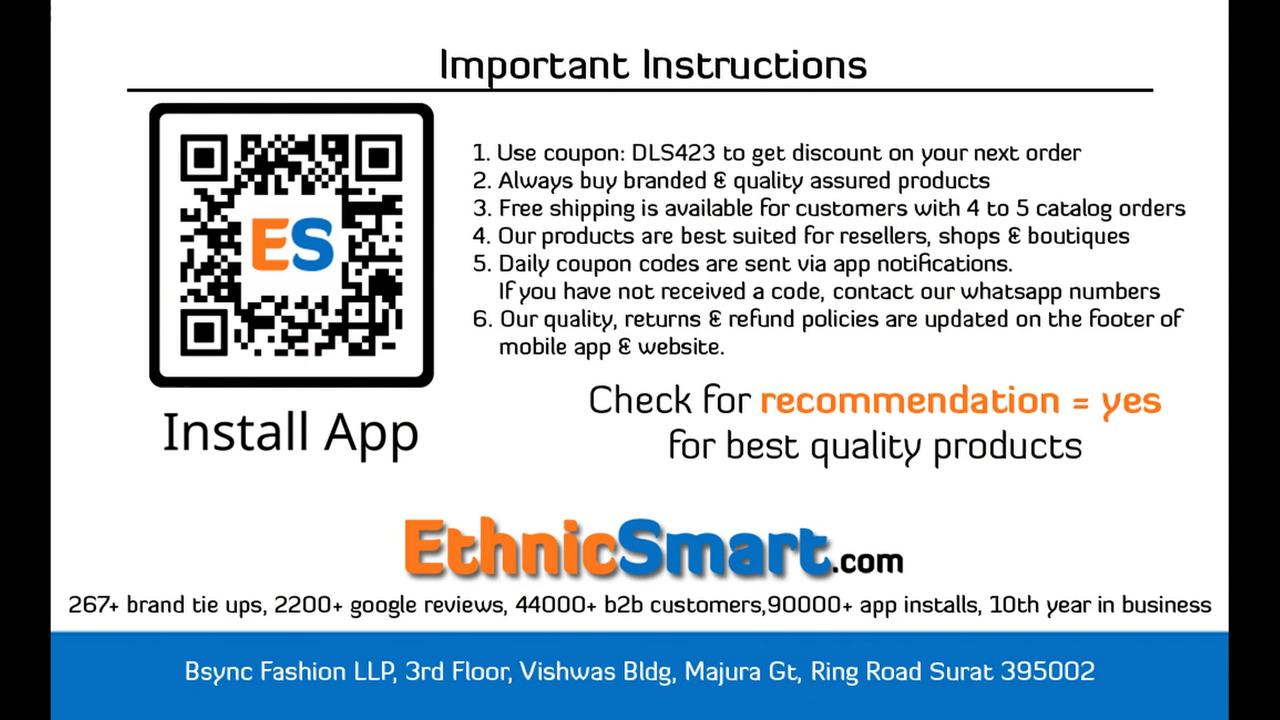 Important Instructions
ES
Install App
1. Use coupon: DLS423 to get discount on your next order
2. Always buy branded & quality assured products
3. Free shipping is available for customers with 4 to 5 catalog orders
4. Our products are best suited for resellers, shops & boutiques
5. Daily coupon codes are sent via app notifications.
If you have not received a code, contact our whatsapp numbers
6. Our quality, returns & refund policies are updated on the footer of
mobile app & website.
Check for recommendation = yes
for best quality products
EthnicSmart.com
267+ brand tie ups, 2200+ google reviews, 44000+ b2b customers,90000+ app installs, 10th year in business
Bsync Fashion LLP, 3rd Floor, Vishwas Bldg, Majura Gt, Ring Road Surat 395002